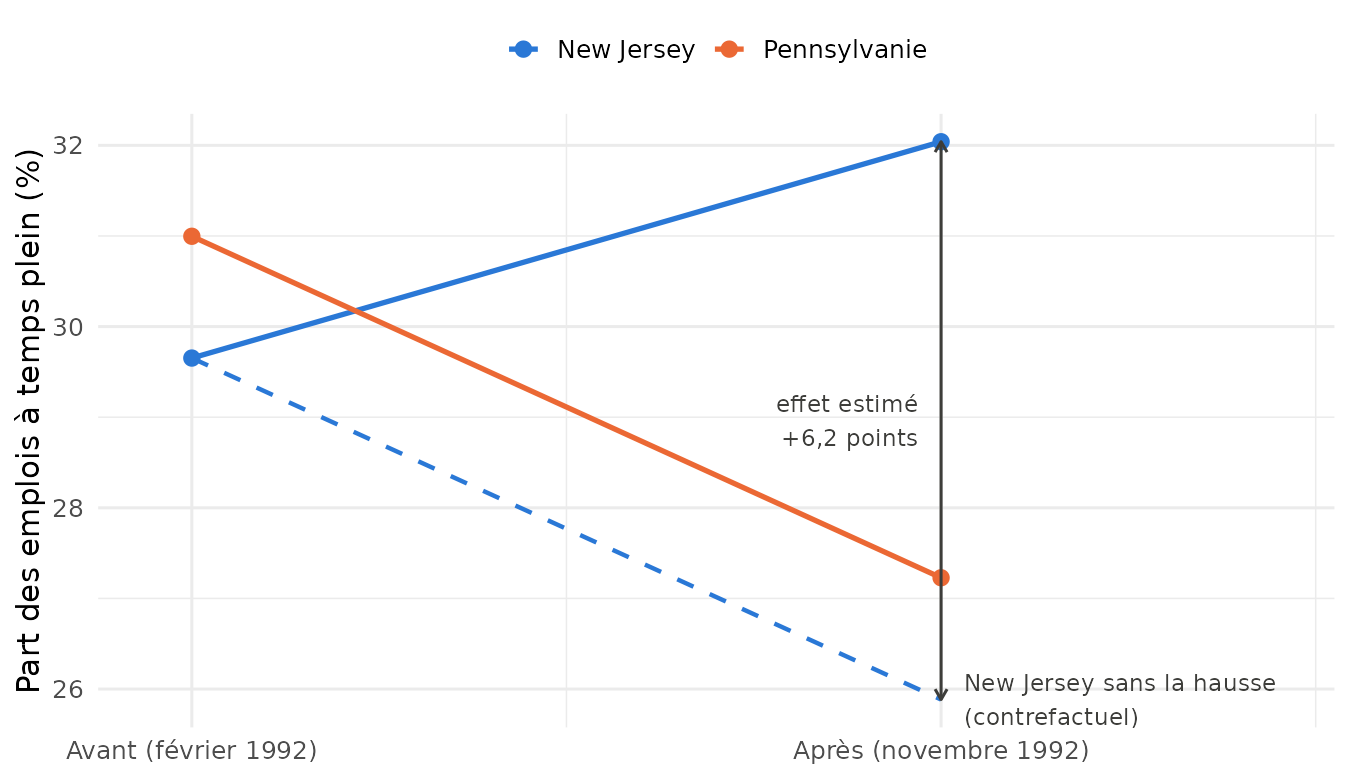 New Jersey
Pennsylvanie
Part des emplois à temps plein (%)
32
30
28
26
effet estimé
+6,2 points
New Jersey sans la hausse
(contrefactuel)
Avant (février 1992)
Après (novembre 1992)